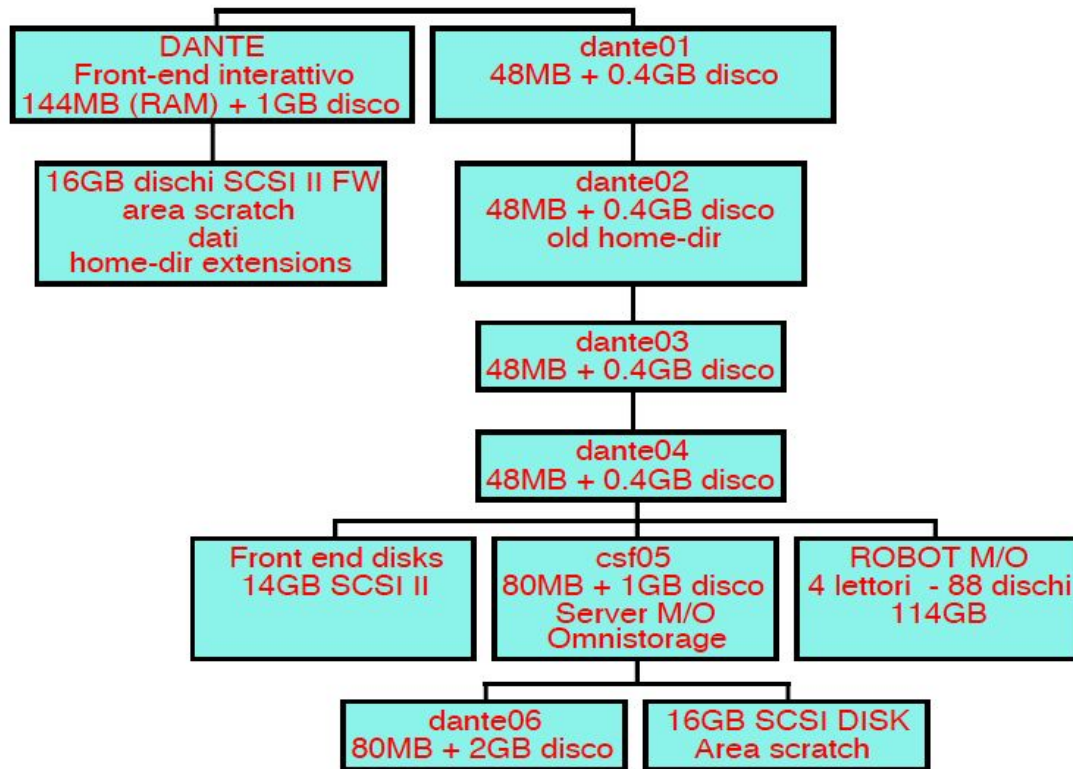 DANTE
Front-end interattivo
144MB (RAM) + 1GB disco
dante01
48MB + 0.4GB disco
16GB dischi SCSI II FW
area scratch
dati
home-dir extensions
dante02
48MB + 0.4GB disco
old home-dir
dante03
48MB + 0.4GB disco
dante04
48MB + 0.4GB disco
Front end disks
14GB SCSI II
csf05
80MB + 1GB disco
Server M/O
Omnistorage
ROBOT M/O
4 lettori - 88 dischi
114GB
dante06
80MB + 2GB disco
16GB SCSI DISK
Area scratch